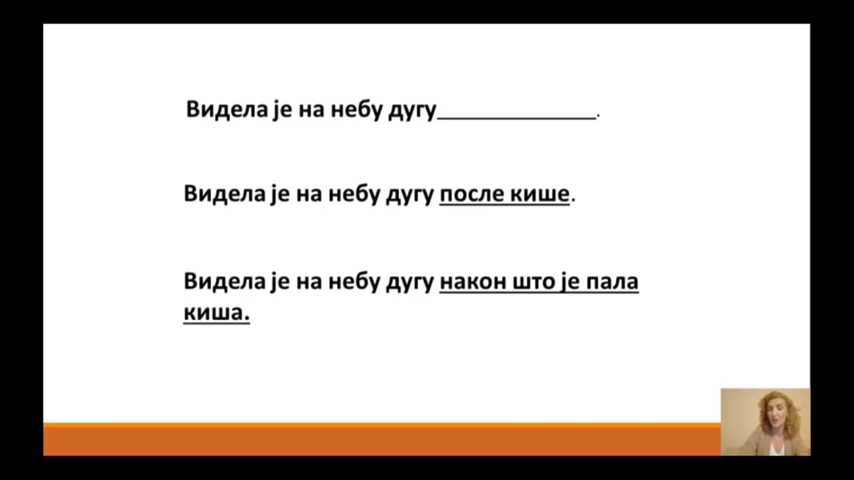 Видела је на небу дугу_____________.
Видела је на небу дугу после кише.
Видела је на небу дугу након што је пала
киша.